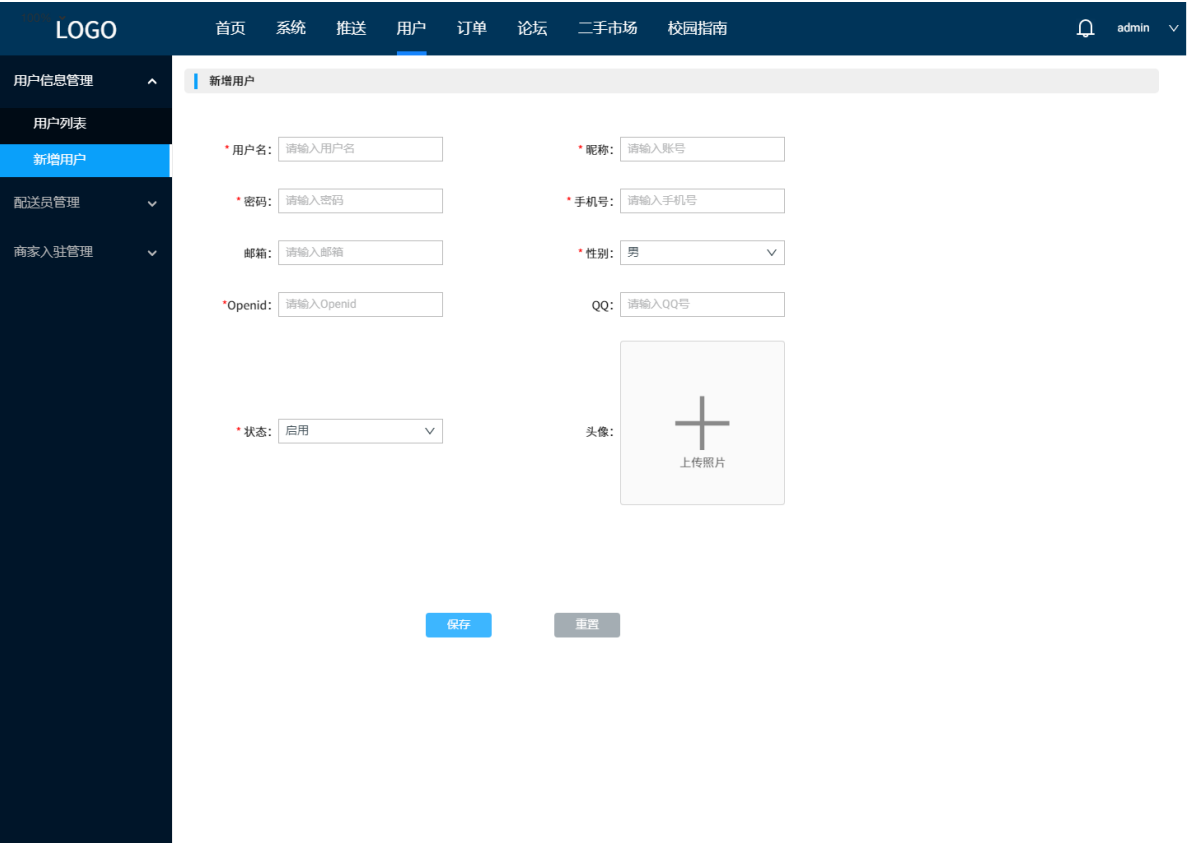 LOGO 首页 系统 推送 用户 订单 论坛 二手市场 校园指南 admin
用户信息管理
用户列表
新增用户
配送员管理
商家入驻管理
新增用户
*用户名： 请输入用户名 *昵称： 请输入账号
*密码： 请输入密码 *手机号： 请输入手机号
邮箱： 请输入邮箱 *性别： 男
*Openid： 请输入Openid QQ： 请输入QQ号
*状态： 启用 头像： 上传照片
保存 重置